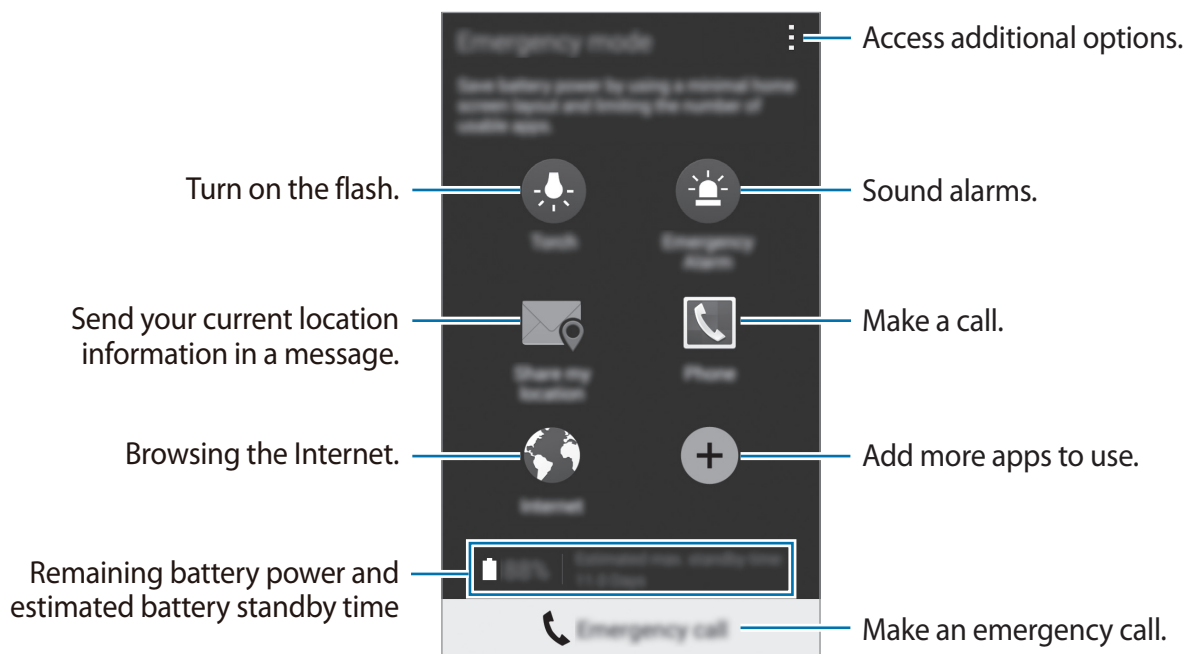 Emergency mode
Access additional options.
Save battery power by using a minimal home
screen layout and limiting the number of
usable apps.
Turn on the flash.
Sound alarms.
Torch
Emergency
Alarm
Send your current location
information in a message.
Make a call.
Share my
location
Phone
Browsing the Internet.
Add more apps to use.
Internet
Remaining battery power and
estimated battery standby time
Estimated max. standby time
Emergency call
Make an emergency call.